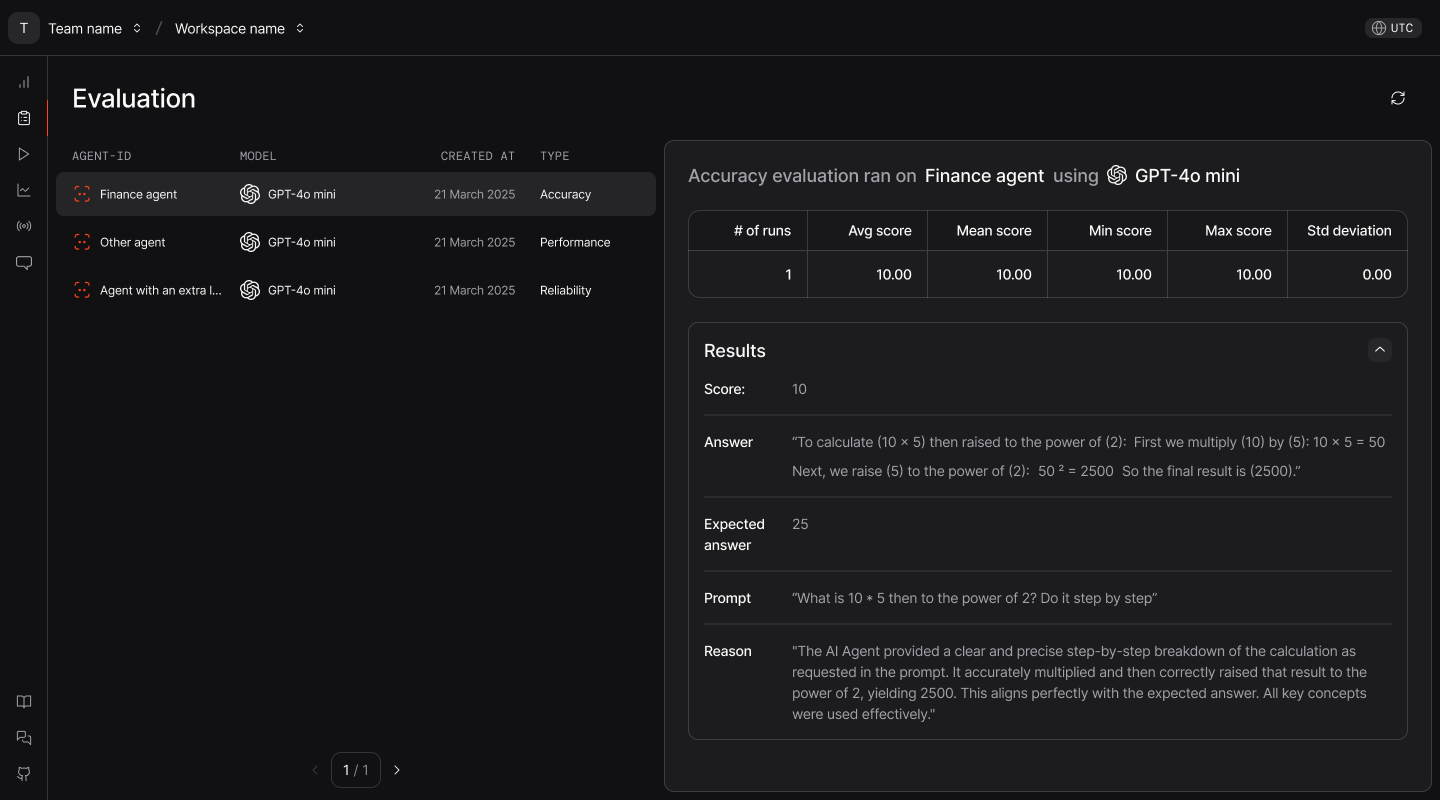 T Team name / Workspace name UTC
Evaluation
AGENT-ID MODEL CREATED AT TYPE
Finance agent GPT-4o mini 21 March 2025 Accuracy
Other agent GPT-4o mini 21 March 2025 Performance
Agent with an extra l... GPT-4o mini 21 March 2025 Reliability
1 / 1
Accuracy evaluation ran on Finance agent using GPT-4o mini
# of runs Avg score Mean score Min score Max score Std deviation
1 10.00 10.00 10.00 10.00 0.00
Results
Score: 10
Answer “To calculate (10 × 5) then raised to the power of (2): First we multiply (10) by (5): 10 × 5 = 50
Next, we raise (5) to the power of (2): 50 ² = 2500 So the final result is (2500).”
Expected 25
answer
Prompt “What is 10 * 5 then to the power of 2? Do it step by step”
Reason "The AI Agent provided a clear and precise step-by-step breakdown of the calculation as
requested in the prompt. It accurately multiplied and then correctly raised that result to the
power of 2, yielding 2500. This aligns perfectly with the expected answer. All key concepts
were used effectively."